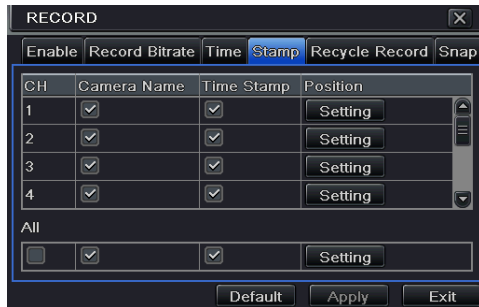 RECORD
Enable Record Bitrate Time Stamp Recycle Record Snap
CH Camera Name Time Stamp Position
1 Setting
2 Setting
3 Setting
4 Setting
All
Setting
Default Apply Exit